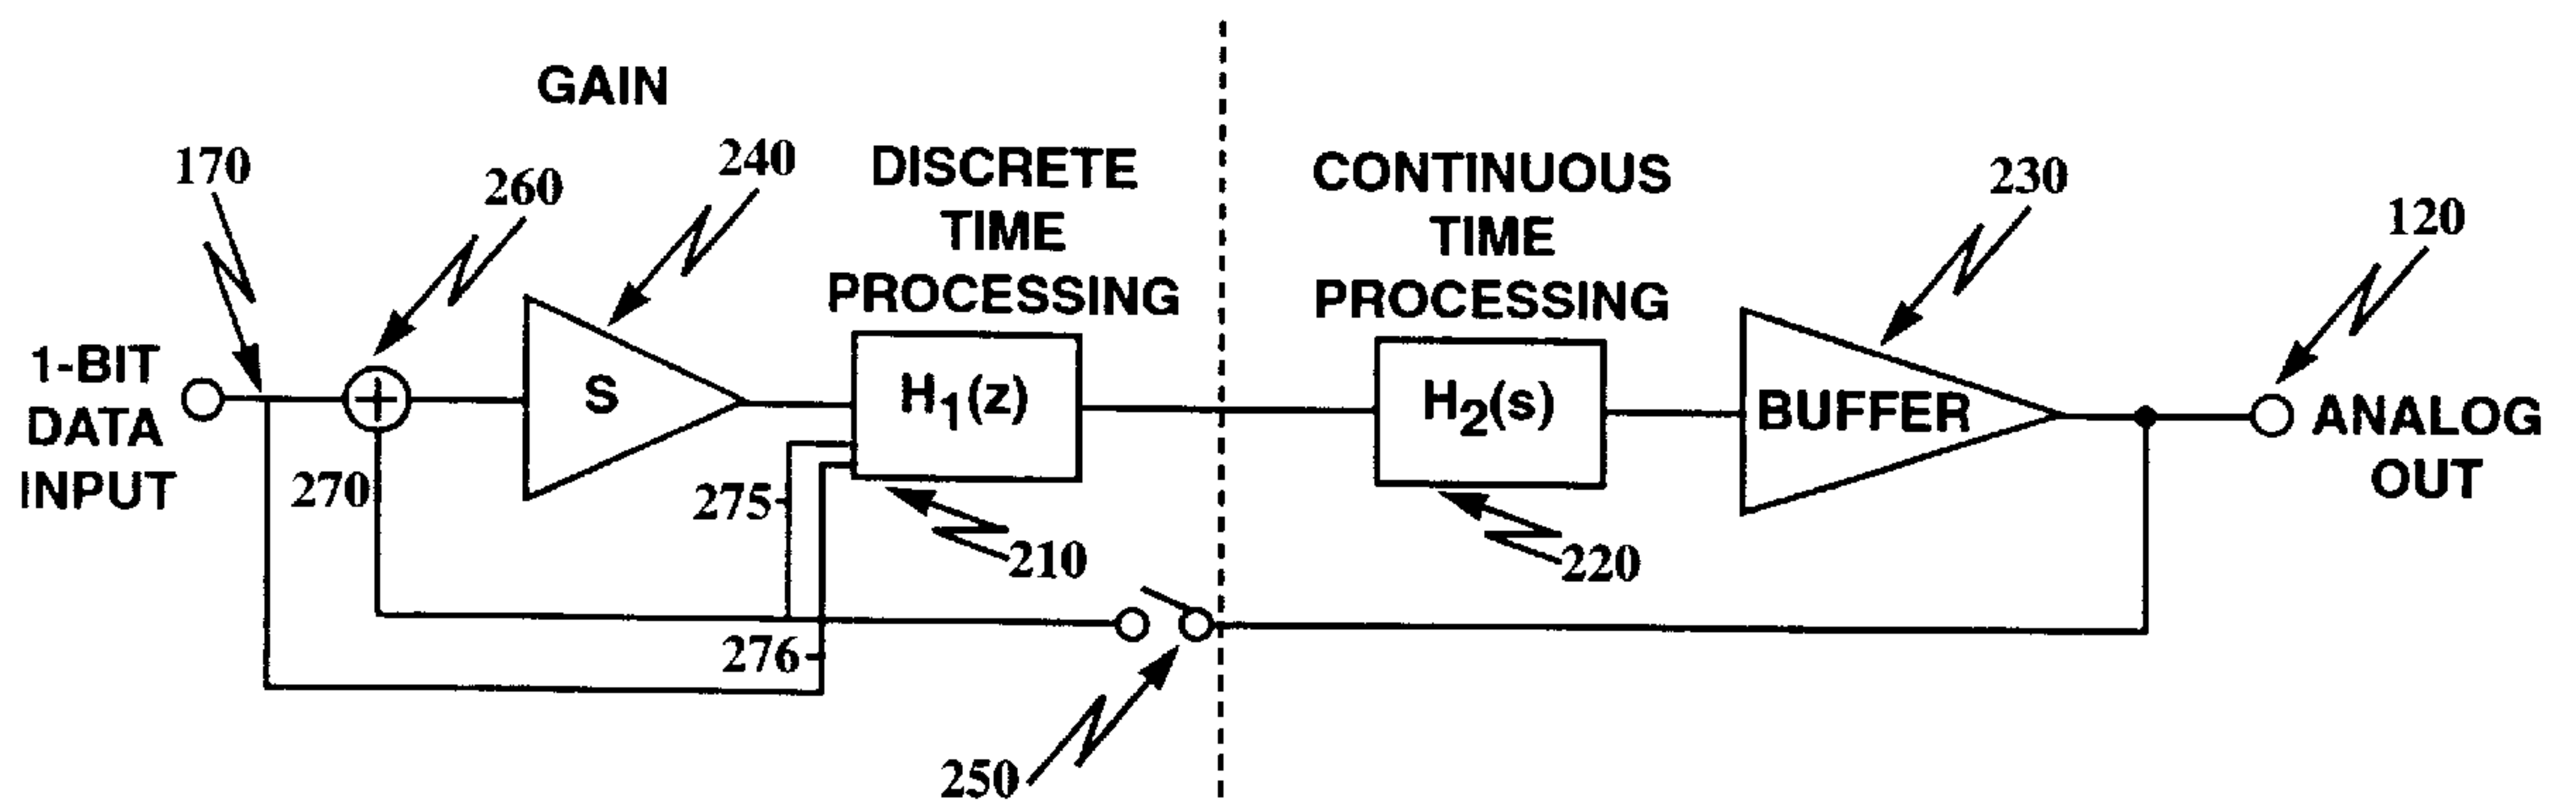 GAIN
170
260
240
DISCRETE
TIME
PROCESSING
CONTINUOUS
TIME
PROCESSING
230
120
1-BIT
DATA
INPUT
+
S
H1(z)
H2(s)
BUFFER
ANALOG
OUT
270
275
210
220
276
250